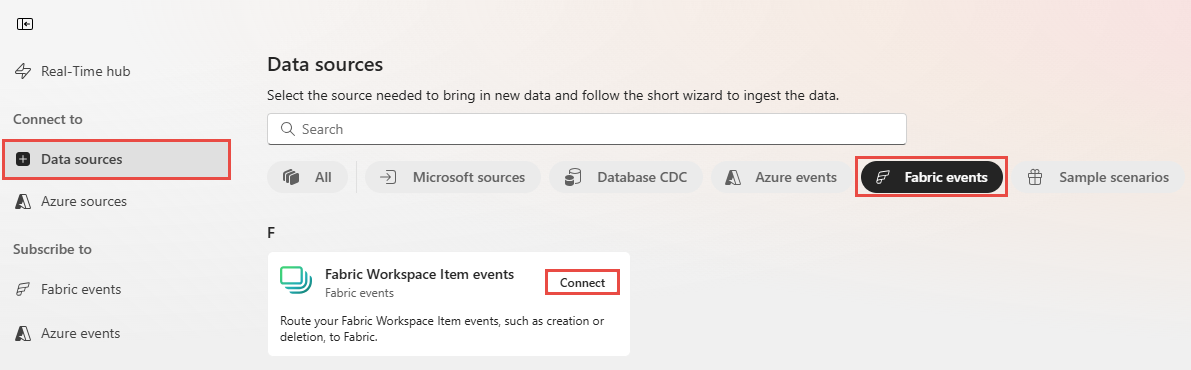 Real-Time hub
Connect to
Data sources
Azure sources
Subscribe to
Fabric events
Azure events
Data sources
Select the source needed to bring in new data and follow the short wizard to ingest the data.
Search
All
Microsoft sources
Database CDC
Azure events
Fabric events
Sample scenarios
F
Fabric Workspace Item events
Fabric events
Connect
Route your Fabric Workspace Item events, such as creation or
deletion, to Fabric.